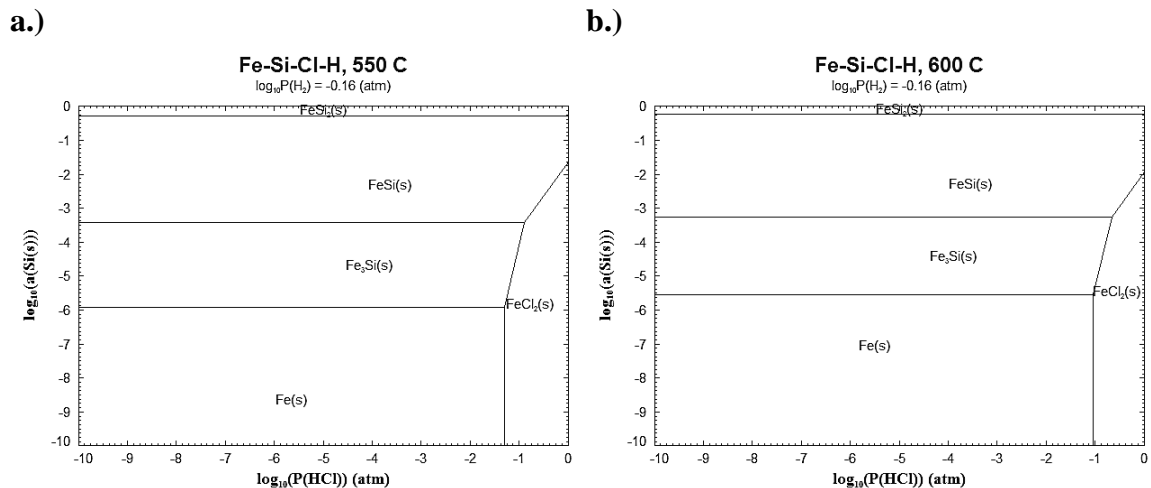 a.)
Fe-Si-Cl-H, 550 C
log₁₀P(H₂) = -0.16 (atm)
0
-1
-2
-3
-4
-5
-6
-7
-8
-9
-10
log₁₀(a(Si(s)))
FeSi₂(s)
FeSi(s)
Fe₃Si(s)
FeCl₂(s)
Fe(s)
-10 -9 -8 -7 -6 -5 -4 -3 -2 -1 0
log₁₀(P(HCl)) (atm)
b.)
Fe-Si-Cl-H, 600 C
log₁₀P(H₂) = -0.16 (atm)
0
-1
-2
-3
-4
-5
-6
-7
-8
-9
-10
log₁₀(a(Si(s)))
FeSi₂(s)
FeSi(s)
Fe₃Si(s)
FeCl₂(s)
Fe(s)
-10 -9 -8 -7 -6 -5 -4 -3 -2 -1 0
log₁₀(P(HCl)) (atm)